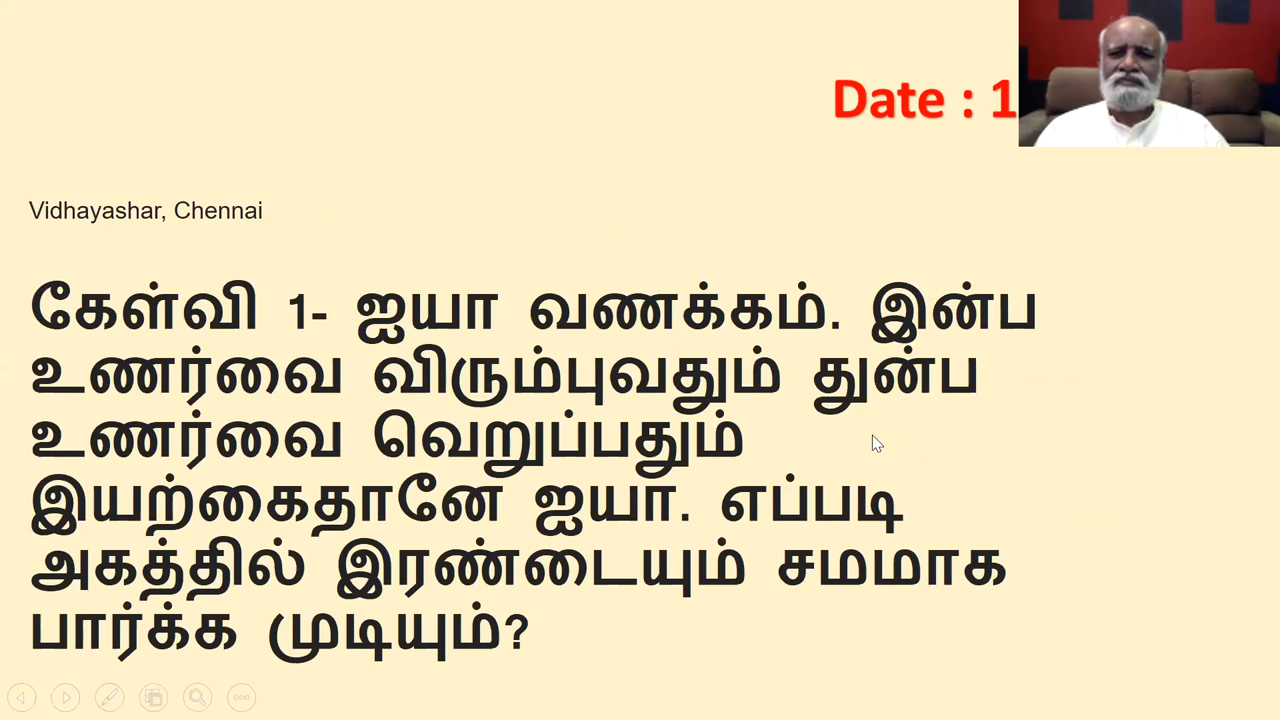 Date : 1
Vidhayashar, Chennai
கேள்வி 1- ஐயா வணக்கம். இன்ப
உணர்வை விரும்புவதும் துன்ப
உணர்வை வெறுப்பதும்
இயற்கைதானே ஐயா. எப்படி
அகத்தில் இரண்டையும் சமமாக
பார்க்க முடியும்?